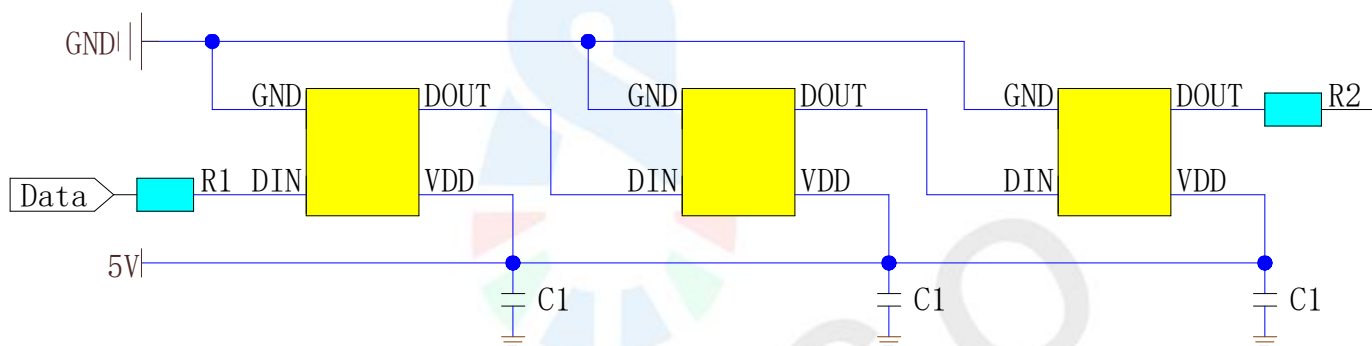 GND
GND DOUT GND DOUT GND DOUT R2
Data R1 DIN VDD DIN VDD DIN VDD
5V
C1 C1 C1